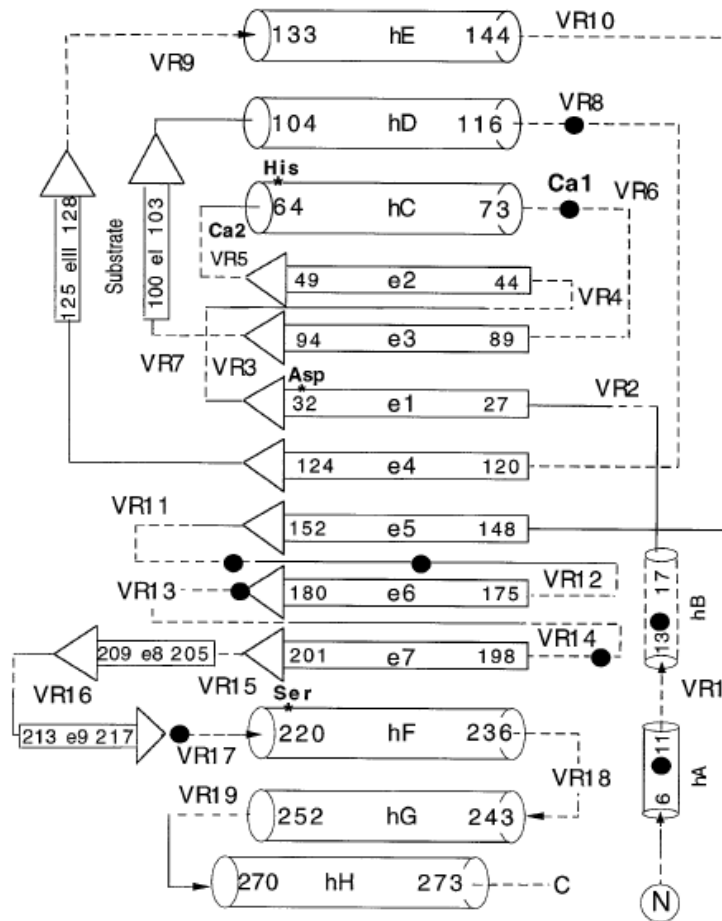 VR10
133 hE 144
VR9
VR8
104 hD 116
His
*
Ca1
VR6
64 hC 73
Ca2
VR5
125 eIII 128
Substrate
100 eI 103
49 e2 44
VR4
94 e3 89
VR7
VR3
Asp
*
VR2
32 e1 27
124 e4 120
VR11
152 e5 148
VR13
VR12
180 e6 175
13 17
hB
VR14
201 e7 198
209 e8 205
VR15
VR16
VR1
Ser
*
213 e9 217
VR17
220 hF 236
6 11
hA
VR18
VR19
252 hG 243
270 hH 273
C
N